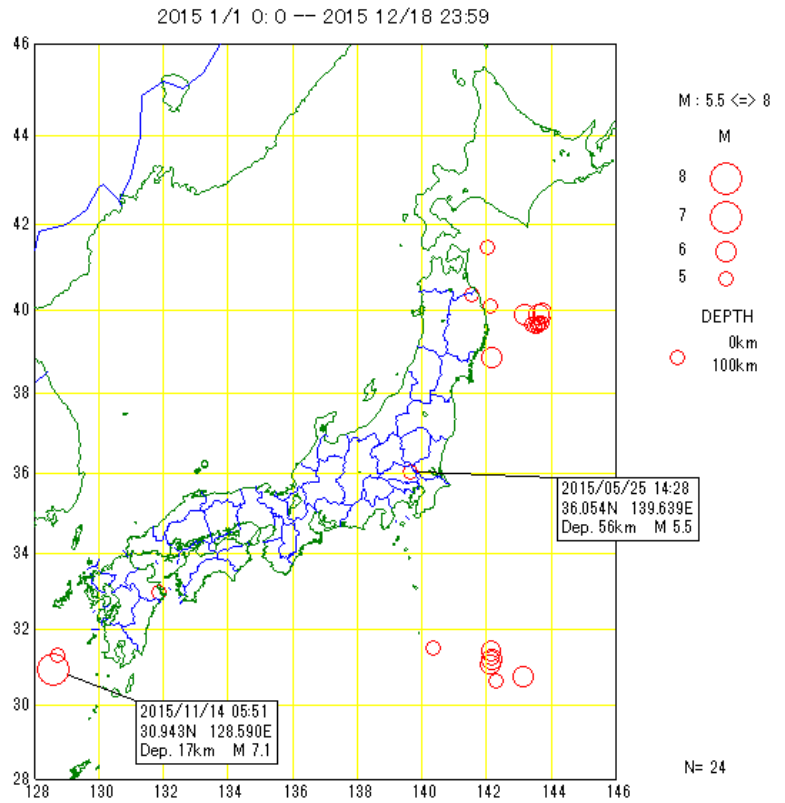 2015 1/1 0: 0 -- 2015 12/18 23:59
46
44
42
40
38
36
34
32
30
28
128
130
132
134
136
138
140
142
144
146
M : 5.5 <=> 8
M
8
7
6
5
DEPTH
0km
100km
2015/05/25 14:28
36.054N 139.639E
Dep. 56km M 5.5
2015/11/14 05:51
30.943N 128.590E
Dep. 17km M 7.1
N= 24